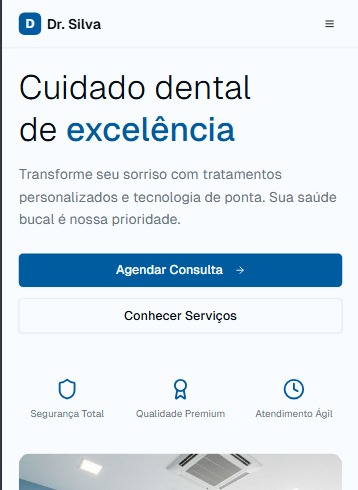 D Dr. Silva
Cuidado dental
de excelência
Transforme seu sorriso com tratamentos
personalizados e tecnologia de ponta. Sua saúde
bucal é nossa prioridade.
Agendar Consulta →
Conhecer Serviços
Segurança Total
Qualidade Premium
Atendimento Ágil